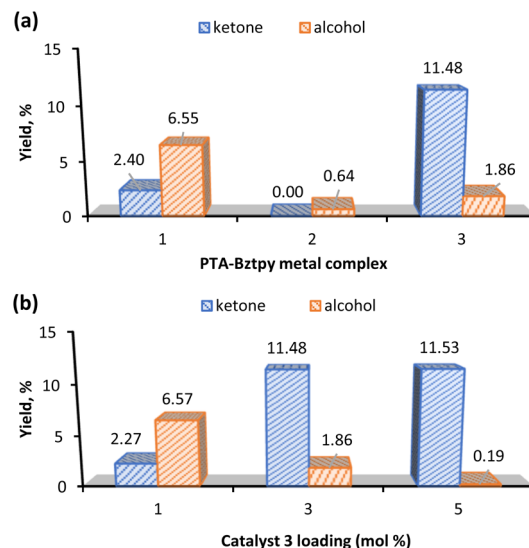 (a)
ketone alcohol
15
10
5
0
Yield, %
2.40
6.55
0.00
0.64
11.48
1.86
1 2 3
PTA-Bztpy metal complex
(b)
ketone alcohol
15
10
5
0
Yield, %
2.27
6.57
11.48
1.86
11.53
0.19
1 3 5
Catalyst 3 loading (mol %)